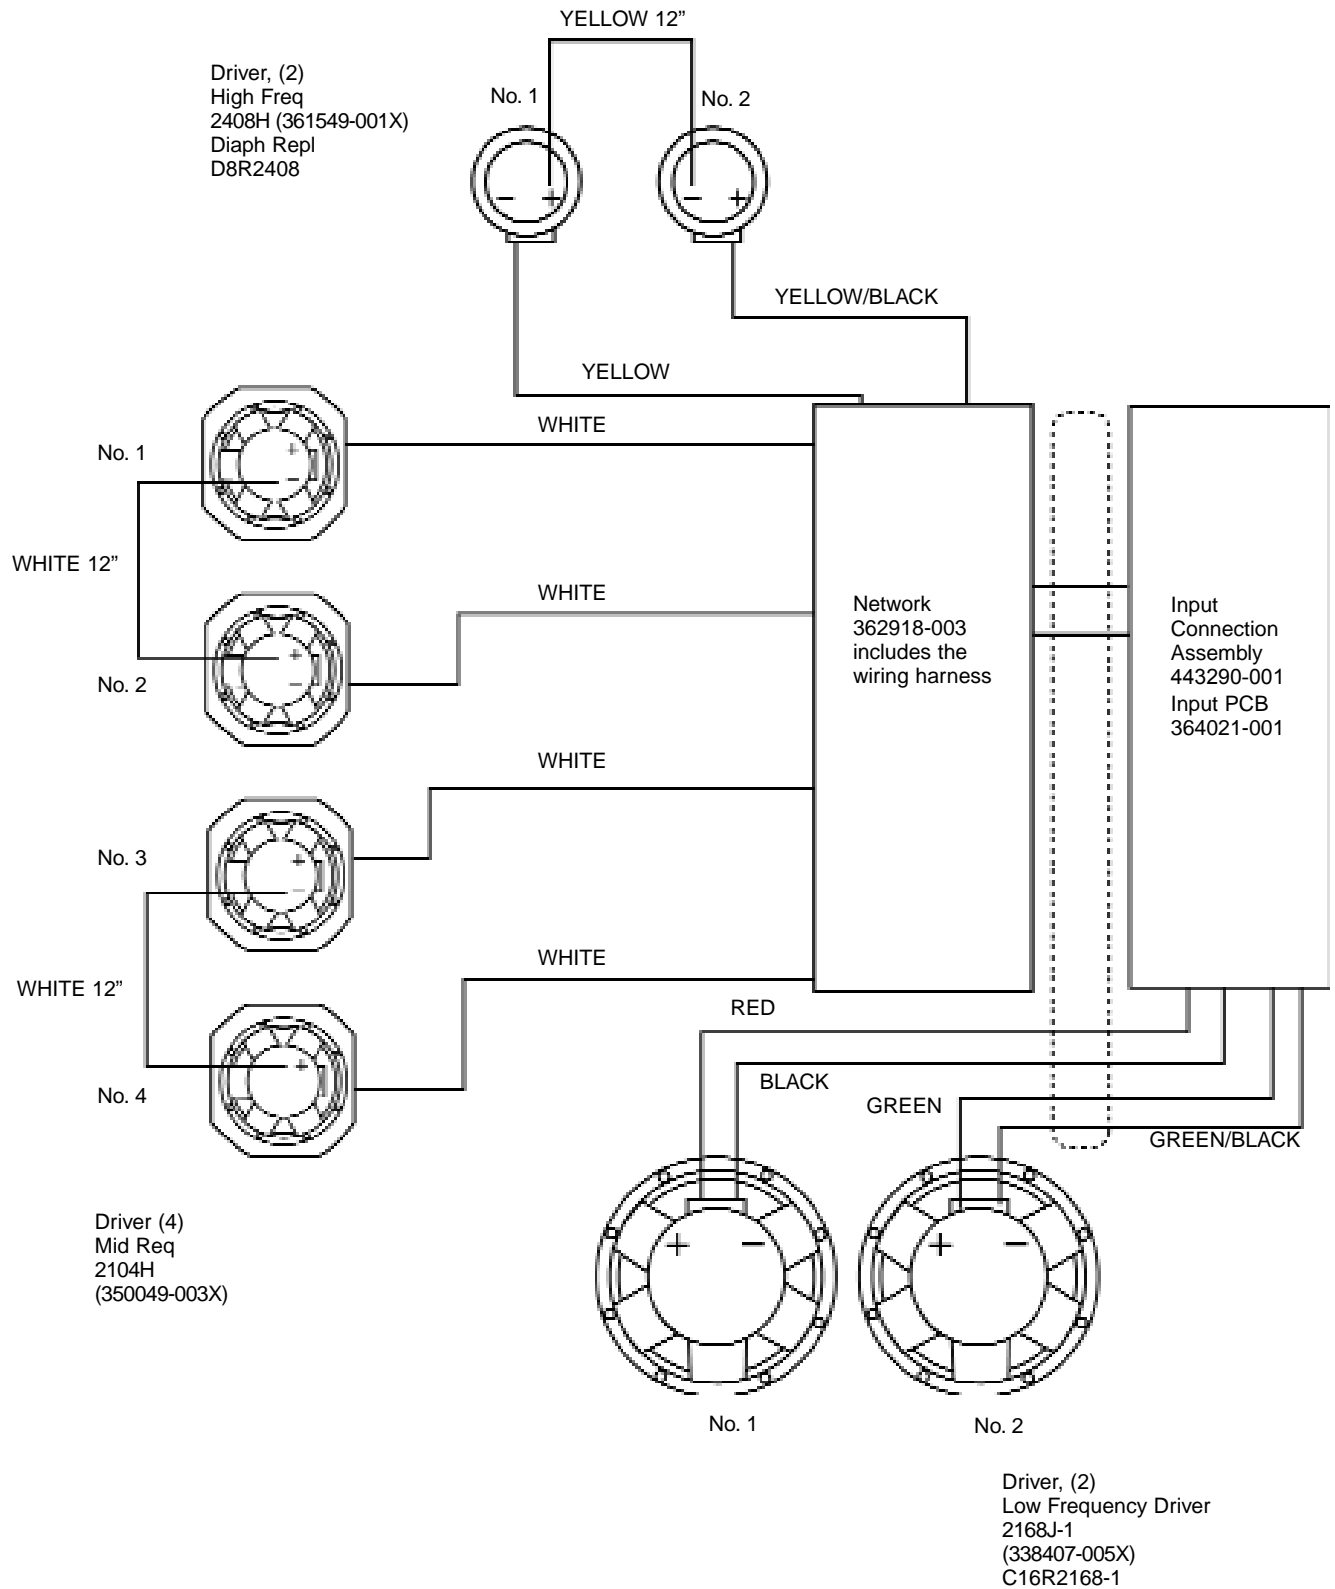 YELLOW 12”
Driver, (2)
High Freq
2408H (361549-001X)
Diaph Repl
D8R2408
No. 1
No. 2
− +
− +
YELLOW/BLACK
YELLOW
WHITE
No. 1
+
−
WHITE 12”
WHITE
No. 2
+
−
WHITE
No. 3
+
−
WHITE 12”
WHITE
No. 4
+
Network
362918-003
includes the
wiring harness
Input
Connection
Assembly
443290-001
Input PCB
364021-001
RED
BLACK
GREEN
GREEN/BLACK
+ −
+ −
No. 1
No. 2
Driver (4)
Mid Req
2104H
(350049-003X)
Driver, (2)
Low Frequency Driver
2168J-1
(338407-005X)
C16R2168-1